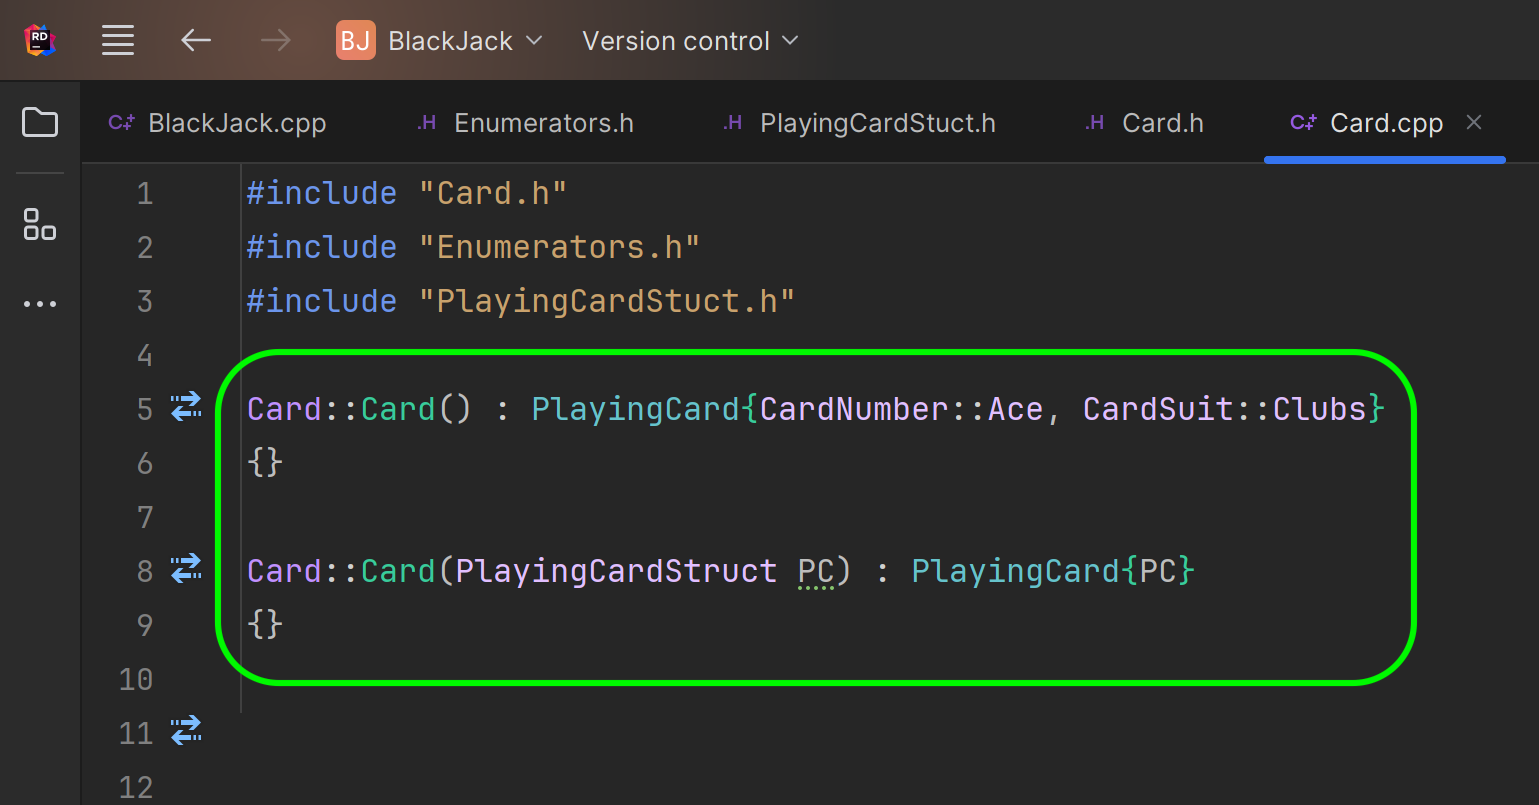 RD
BJ BlackJack Version control
BlackJack.cpp Enumerators.h PlayingCardStuct.h Card.h Card.cpp
1 #include "Card.h"
2 #include "Enumerators.h"
3 #include "PlayingCardStuct.h"
4
5 Card::Card() : PlayingCard{CardNumber::Ace, CardSuit::Clubs}
6 {}
7
8 Card::Card(PlayingCardStruct PC) : PlayingCard{PC}
9 {}
10
11
12